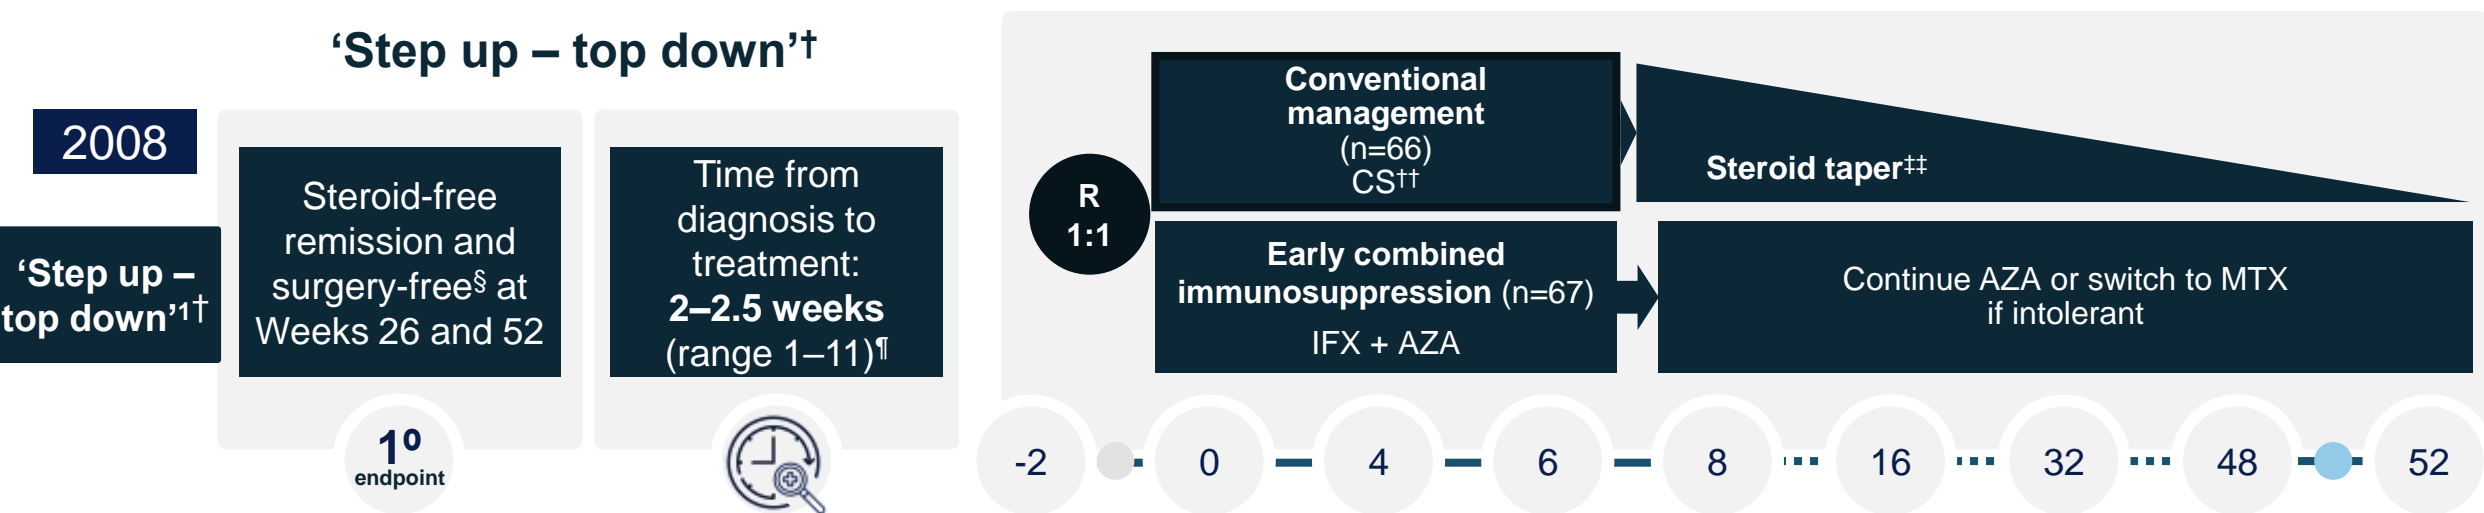 ‘Step up – top down’†
2008
‘Step up –
top down’¹†
Steroid-free
remission and
surgery-free§ at
Weeks 26 and 52
1º
endpoint
Time from
diagnosis to
treatment:
2–2.5 weeks
(range 1–11)¶
R
1:1
Conventional
management
(n=66)
CS††
Steroid taper‡‡
Early combined
immunosuppression (n=67)
IFX + AZA
Continue AZA or switch to MTX
if intolerant
-2 0 4 6 8 16 32 48 52